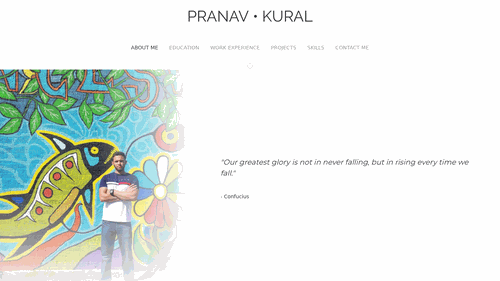 PRANAV • KURAL
ABOUT ME EDUCATION WORK EXPERIENCE PROJECTS SKILLS CONTACT ME
"Our greatest glory is not in never falling, but in rising every time we
fall."
- Confucius